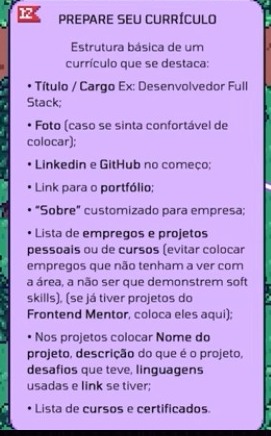 12
PREPARE SEU CURRÍCULO
Estrutura básica de um
currículo que se destaca:
• Título / Cargo Ex: Desenvolvedor Full
Stack;
• Foto (caso se sinta confortável de
colocar);
• Linkedin e GitHub no começo;
• Link para o portfólio;
• “Sobre” customizado para empresa;
• Lista de empregos e projetos
pessoais ou de cursos (evitar colocar
empregos que não tenham a ver com
a área, a não ser que demonstrem soft
skills), (se já tiver projetos do
Frontend Mentor, coloca eles aqui);
• Nos projetos colocar Nome do
projeto, descrição do que é o projeto,
desafios que teve, linguagens
usadas e link se tiver;
• Lista de cursos e certificados.